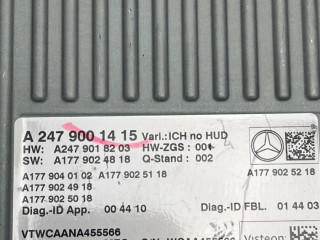 A 247 900 14 15 Vari.:ICH no HUD
HW: A247 901 82 03 HW-ZGS : 001
SW: A177 902 48 18 Q-Stand : 002
A177 904 01 02 A177 902 51 18
A177 902 49 18
A177 902 50 18
A177 902 52 18
Diag.-ID App. 00 44 10 Diag.-ID FBL. 01 44 03
VTWCAANA455566
Visteon